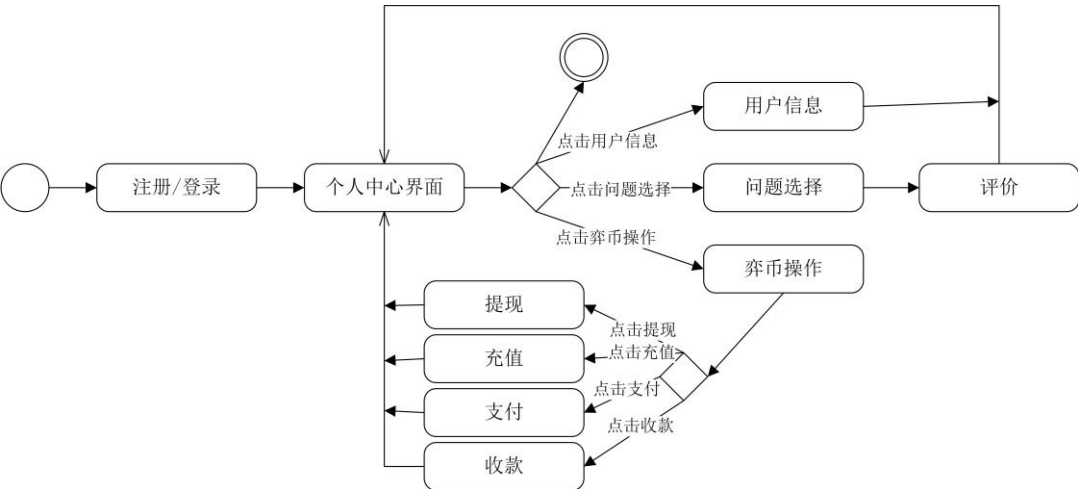 用户信息
点击用户信息
注册/登录
个人中心界面
点击问题选择
问题选择
评价
点击弈币操作
弈币操作
提现
点击提现
充值
点击充值
支付
点击支付
收款
点击收款